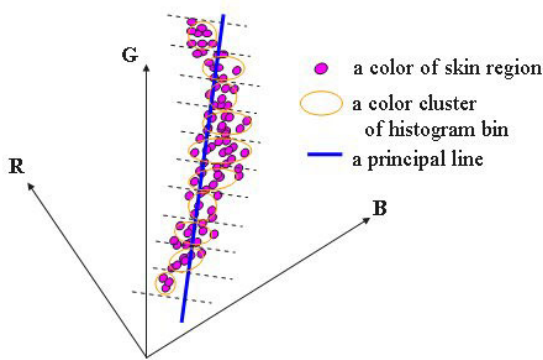 G
R
B
a color of skin region
a color cluster
of histogram bin
a principal line